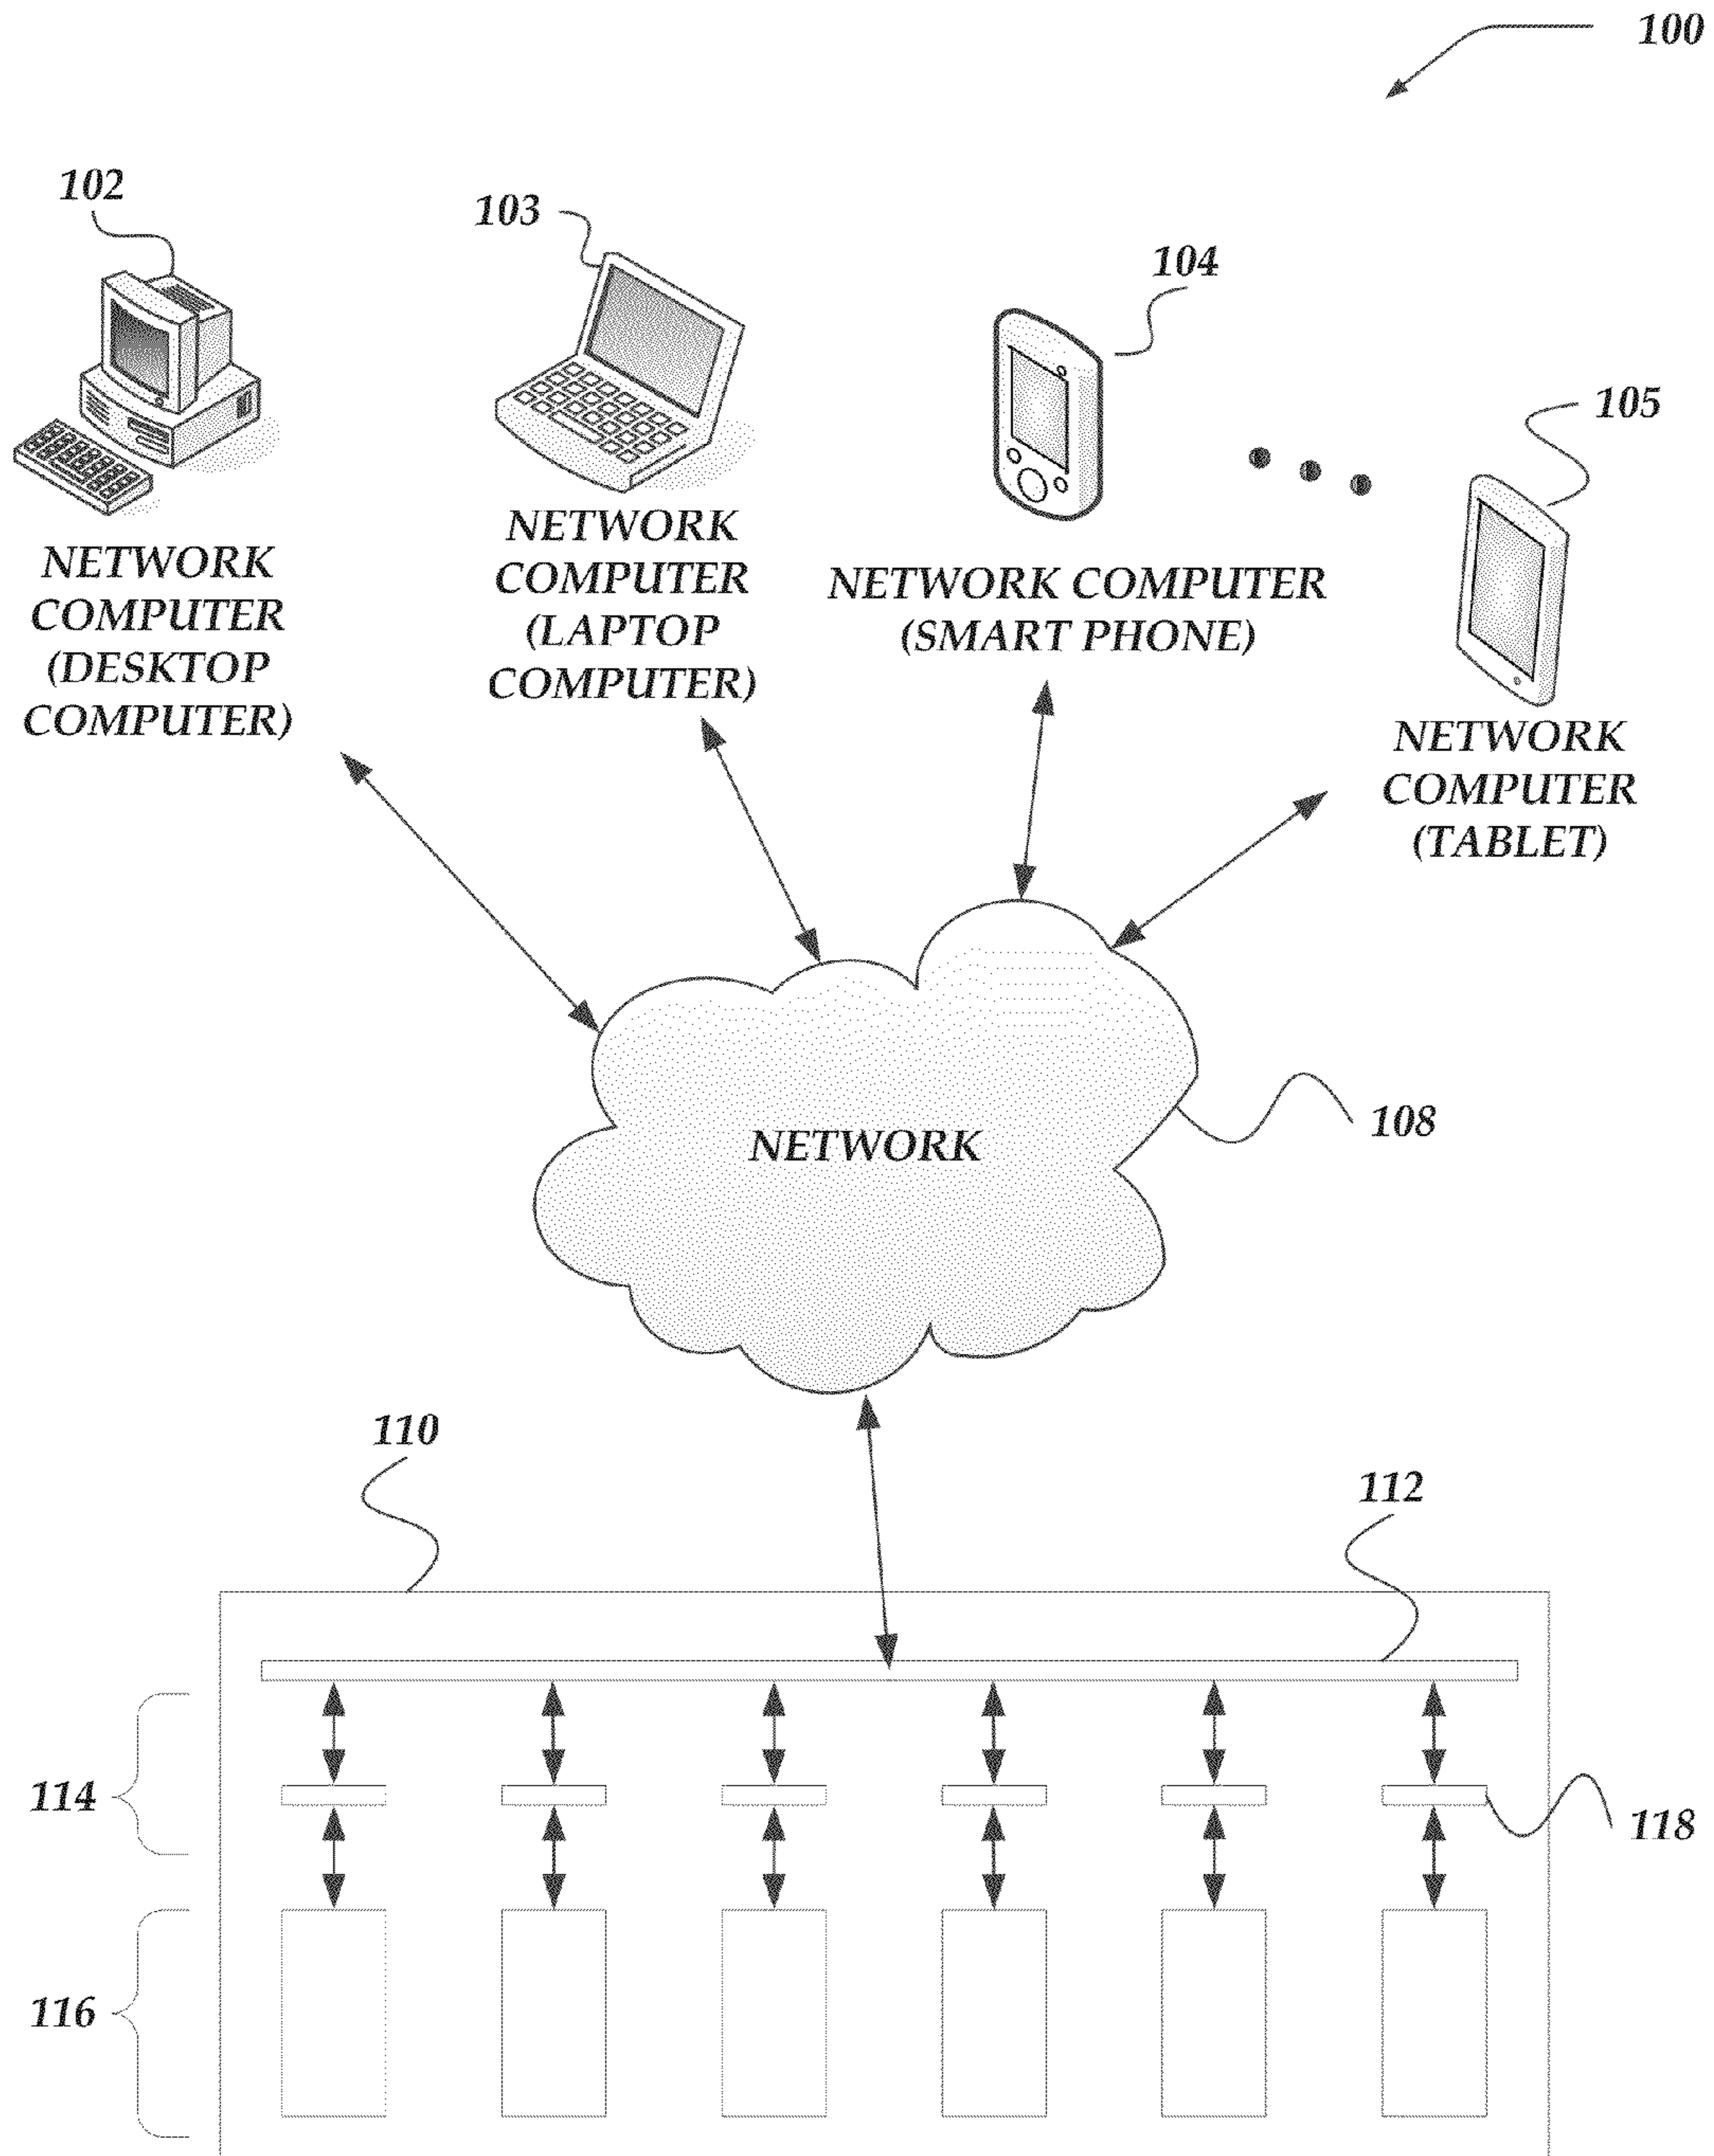 100
102
103
104
105
NETWORK
COMPUTER
(DESKTOP
COMPUTER)
NETWORK
COMPUTER
(LAPTOP
COMPUTER)
NETWORK COMPUTER
(SMART PHONE)
NETWORK
COMPUTER
(TABLET)
NETWORK
108
110
112
114
118
116